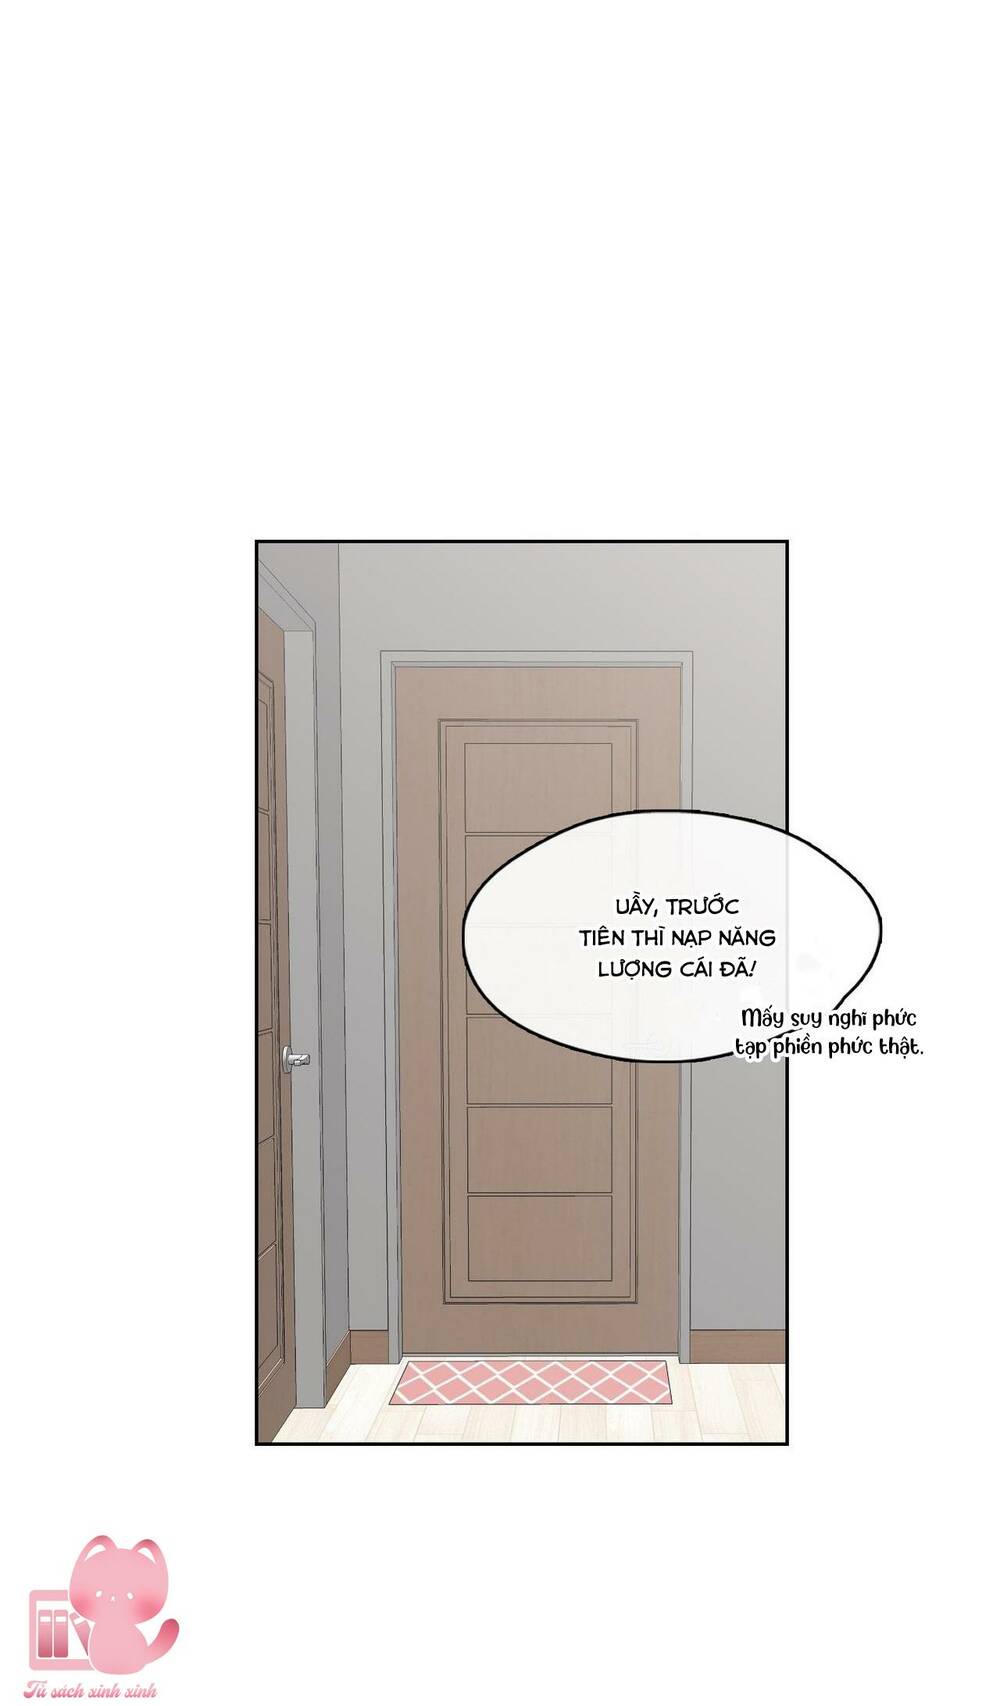 UẦY, TRƯỚC
TIÊN THÌ NẠP NĂNG
LƯỢNG CÁI ĐÃ!
Mấy suy nghĩ phức
tạp phiền phức thật.
Tủ sách xinh xinh